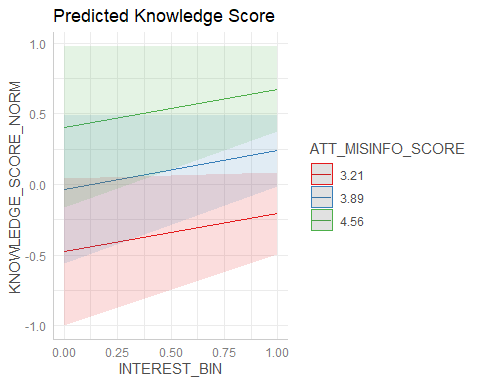 Predicted Knowledge Score
KNOWLEDGE_SCORE_NORM
1.0
0.5
0.0
-0.5
-1.0
0.00 0.25 0.50 0.75 1.00
INTEREST_BIN
ATT_MISINFO_SCORE
3.21
3.89
4.56